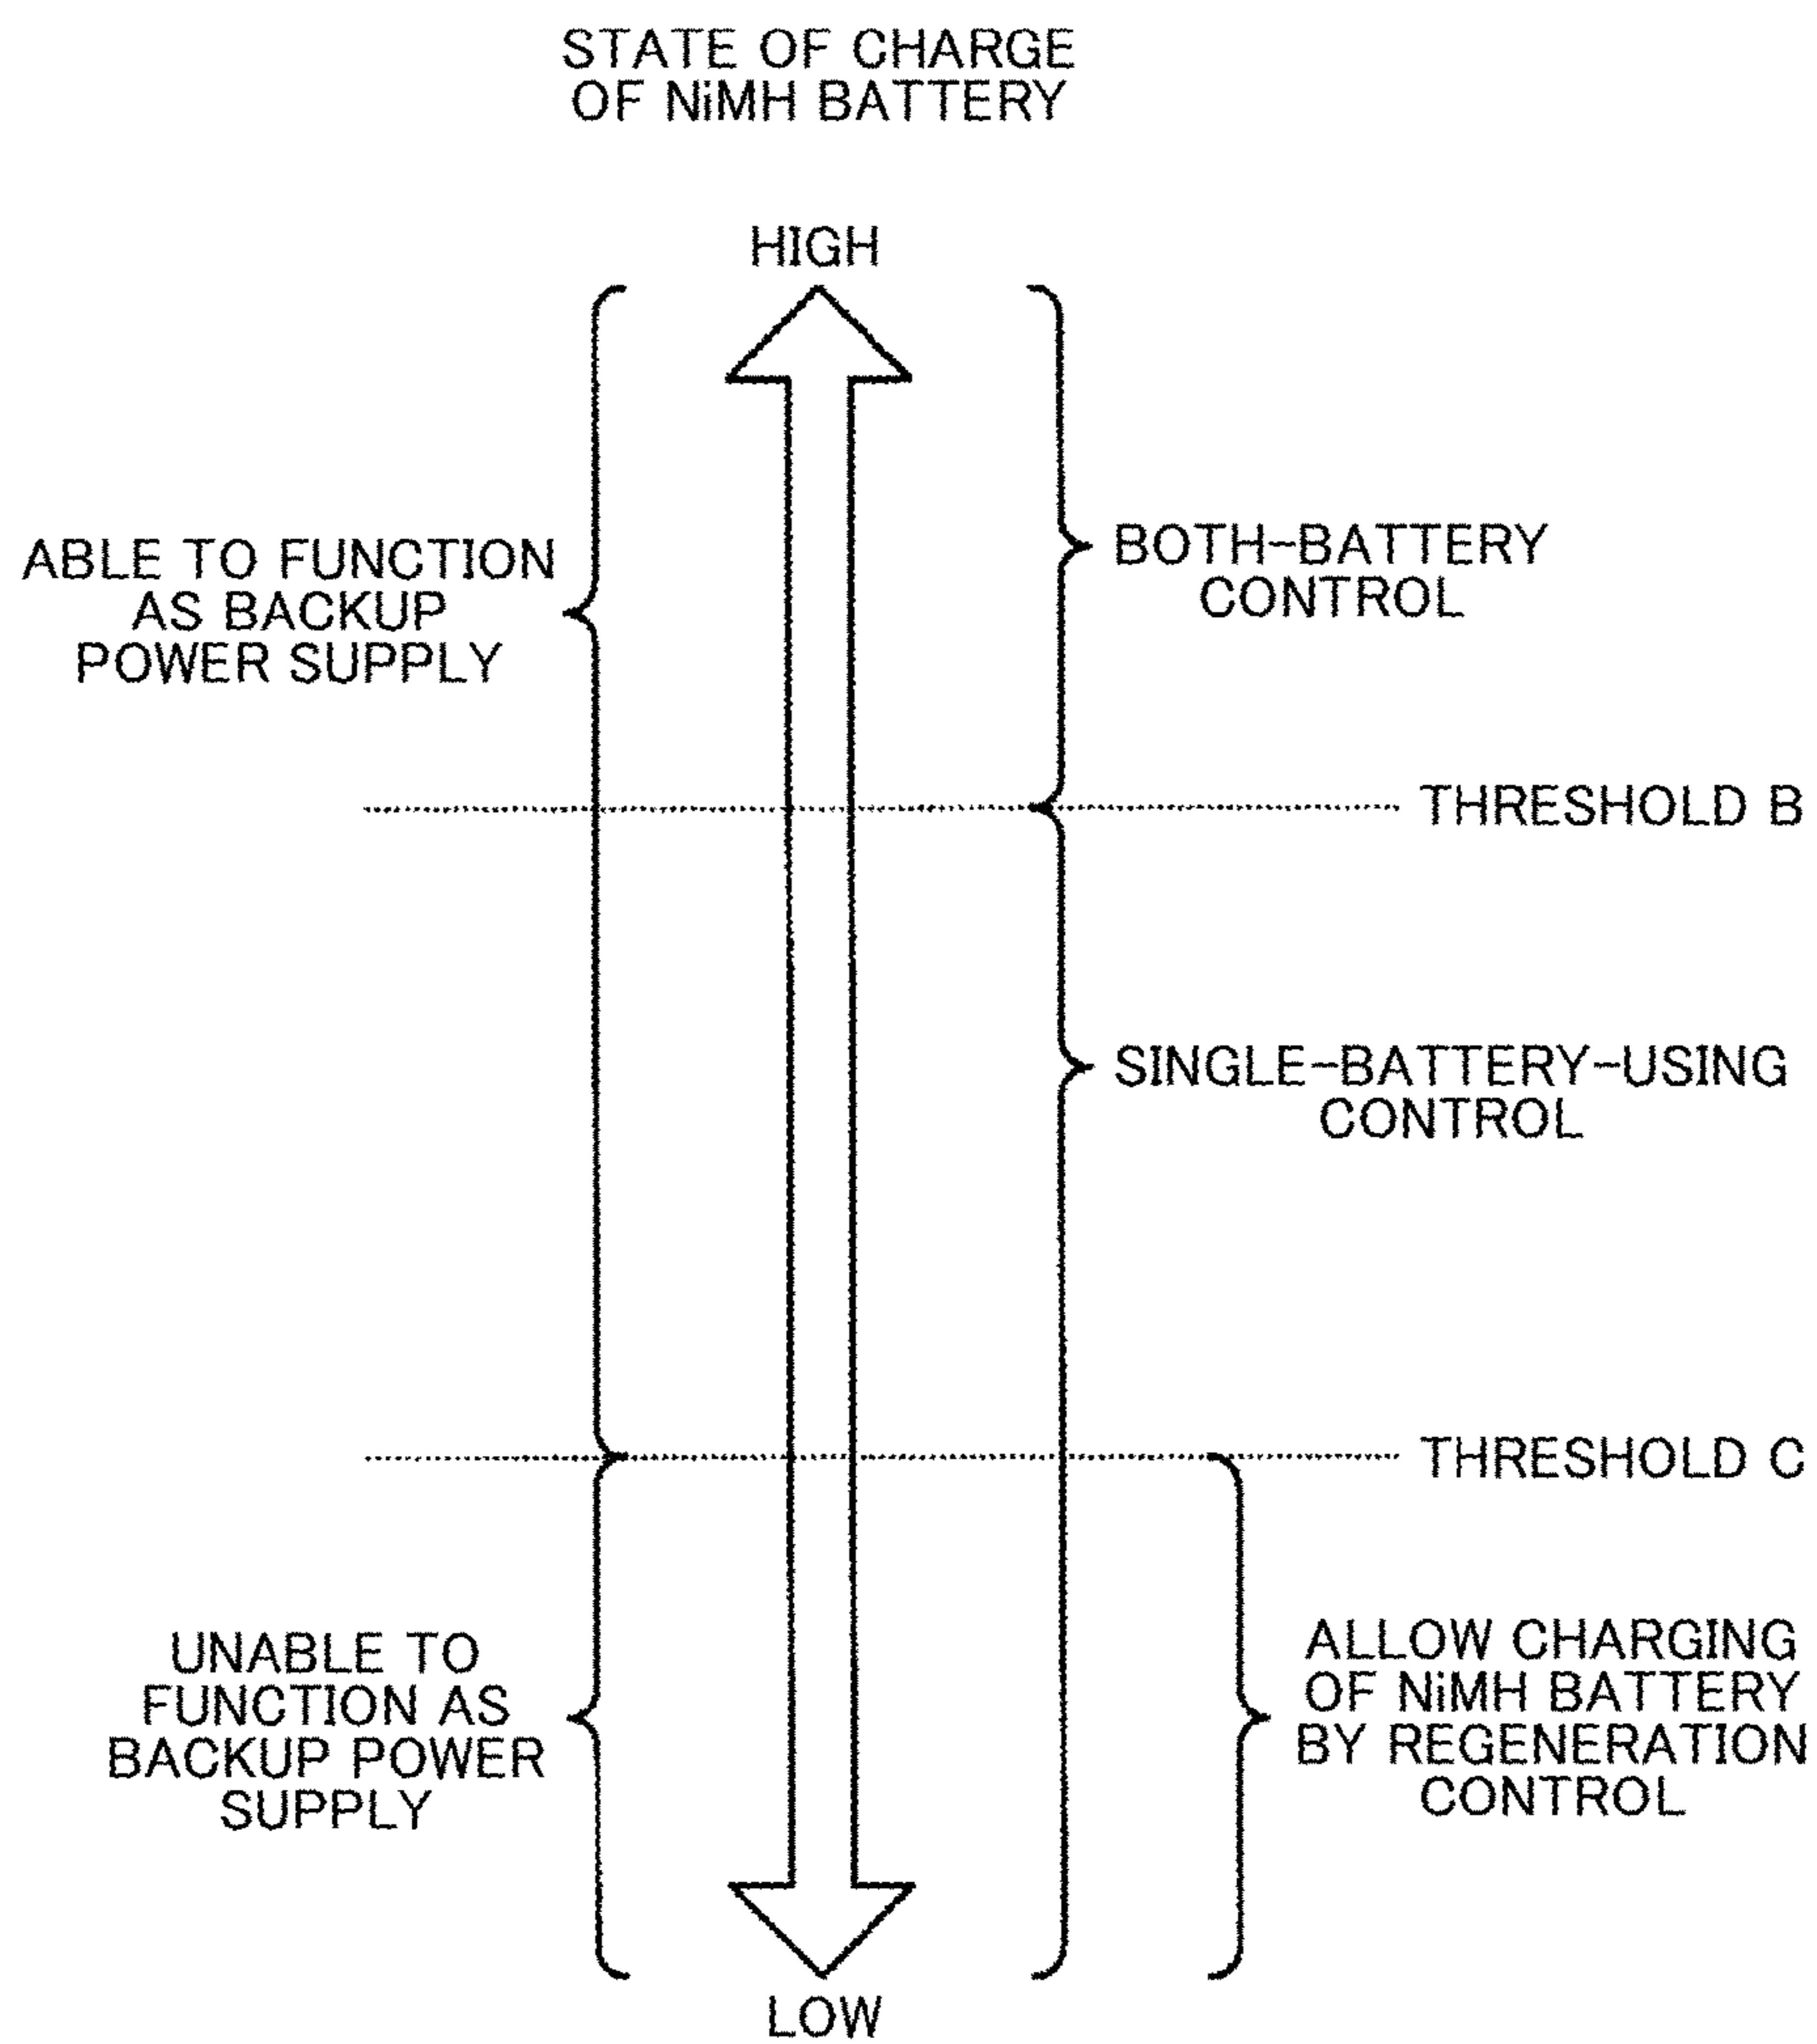 STATE OF CHARGE
OF NiMH BATTERY
HIGH
ABLE TO FUNCTION
AS BACKUP
POWER SUPPLY
BOTH-BATTERY
CONTROL
THRESHOLD B
SINGLE-BATTERY-USING
CONTROL
THRESHOLD C
UNABLE TO
FUNCTION AS
BACKUP POWER
SUPPLY
ALLOW CHARGING
OF NiMH BATTERY
BY REGENERATION
CONTROL
LOW